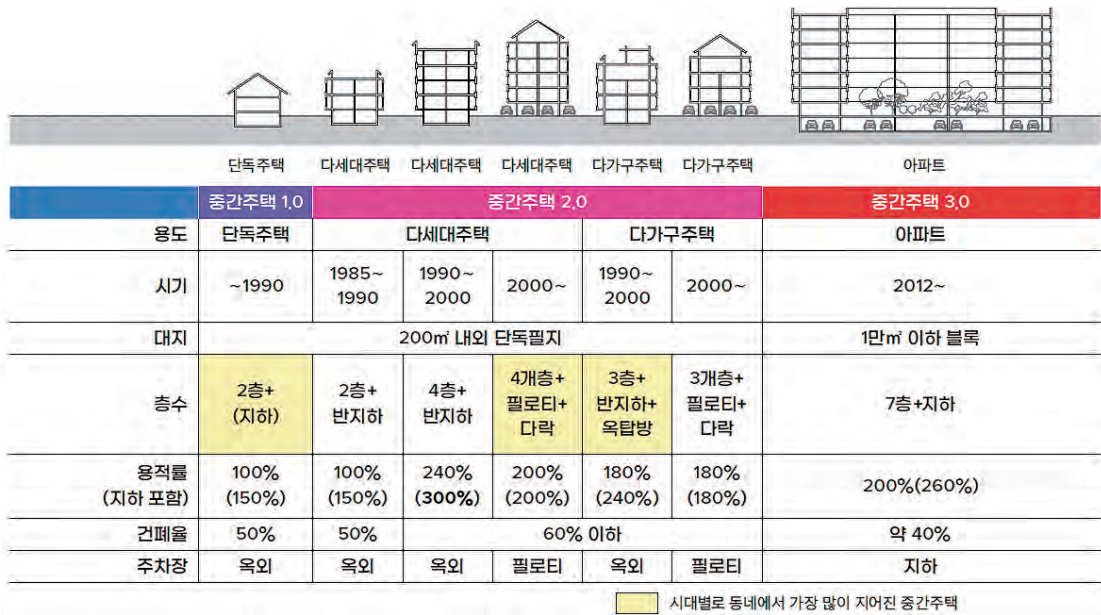 단독주택 다세대주택 다세대주택 다세대주택 다가구주택 다가구주택 아파트
중간주택 1.0 중간주택 2.0 중간주택 3.0
용도 단독주택 다세대주택 다가구주택 아파트
시기 ~1990 1985~1990 1990~2000 2000~ 1990~2000 2000~ 2012~
대지 200㎡ 내외 단독필지 1만㎡ 이하 블록
층수 2층+(지하) 2층+반지하 4층+반지하 4개층+필로티+다락 3층+반지하+옥탑방 3개층+필로티+다락 7층+지하
용적률 100% 100% 240% 200% 180% 180% 200%(260%)
(지하 포함) (150%) (150%) (300%) (200%) (240%) (180%)
건폐율 50% 50% 60% 이하 약 40%
주차장 옥외 옥외 옥외 필로티 옥외 필로티 지하
시대별로 동네에서 가장 많이 지어진 중간주택